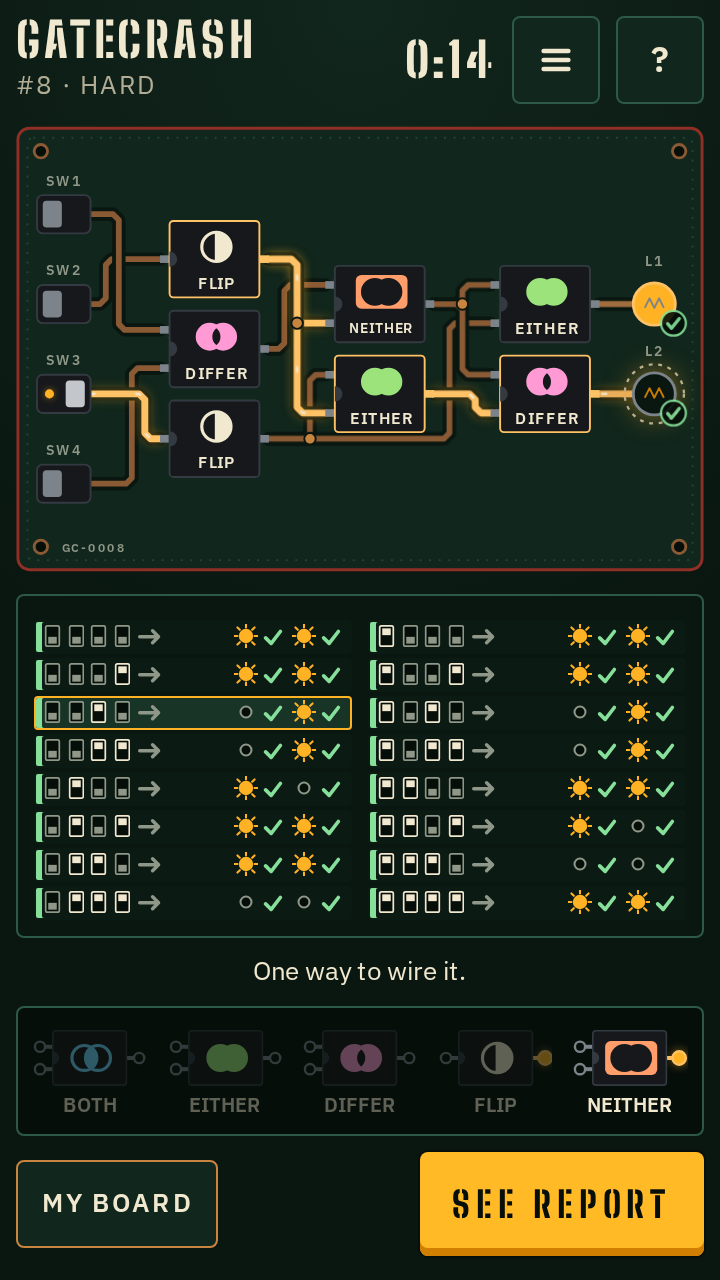 GATECRASH
#8 · HARD
0:14
?
SW1
SW2
SW3
SW4
FLIP
DIFFER
FLIP
NEITHER
EITHER
EITHER
DIFFER
L1
L2
GC-0008
One way to wire it.
BOTH
EITHER
DIFFER
FLIP
NEITHER
MY BOARD
SEE REPORT